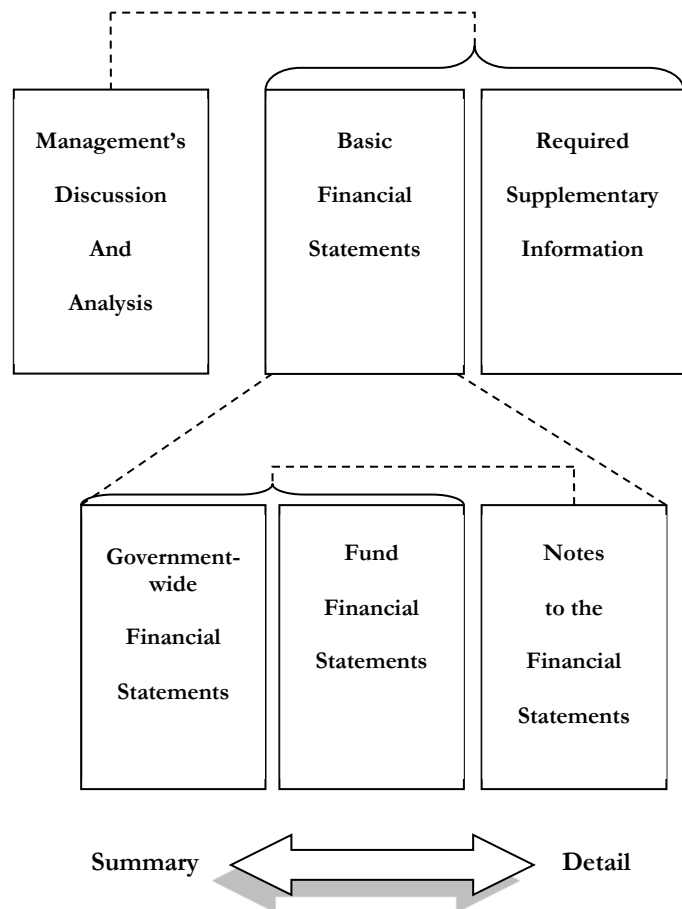 Management's
Discussion
And
Analysis
Basic
Financial
Statements
Required
Supplementary
Information
Government-
wide
Financial
Statements
Fund
Financial
Statements
Notes
to the
Financial
Statements
Summary
Detail